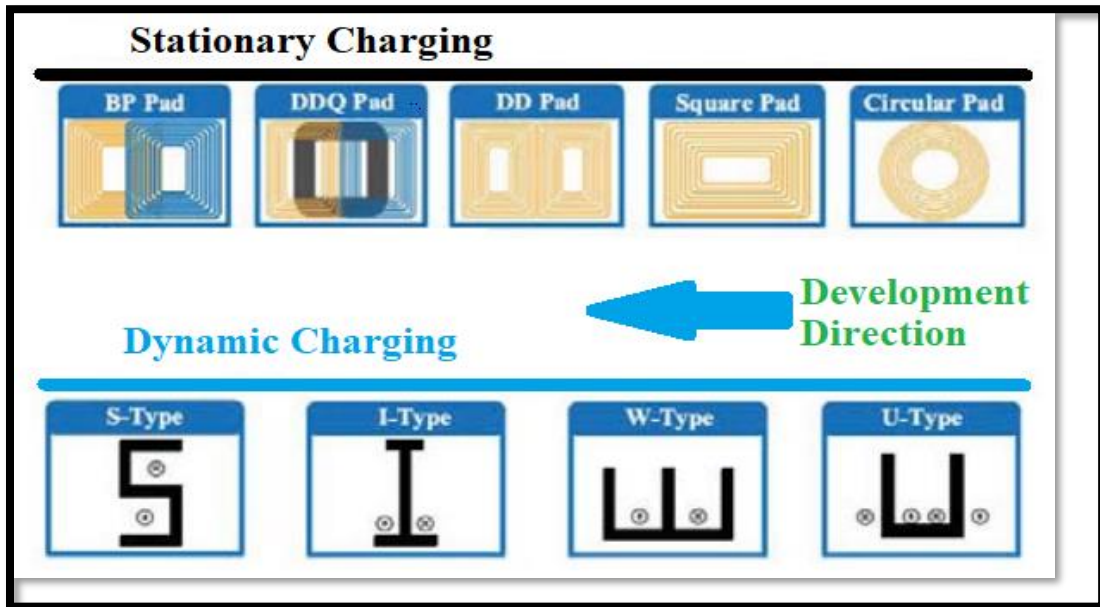 Stationary Charging
BP Pad
DDQ Pad
DD Pad
Square Pad
Circular Pad
Development
Direction
Dynamic Charging
S-Type
I-Type
W-Type
U-Type